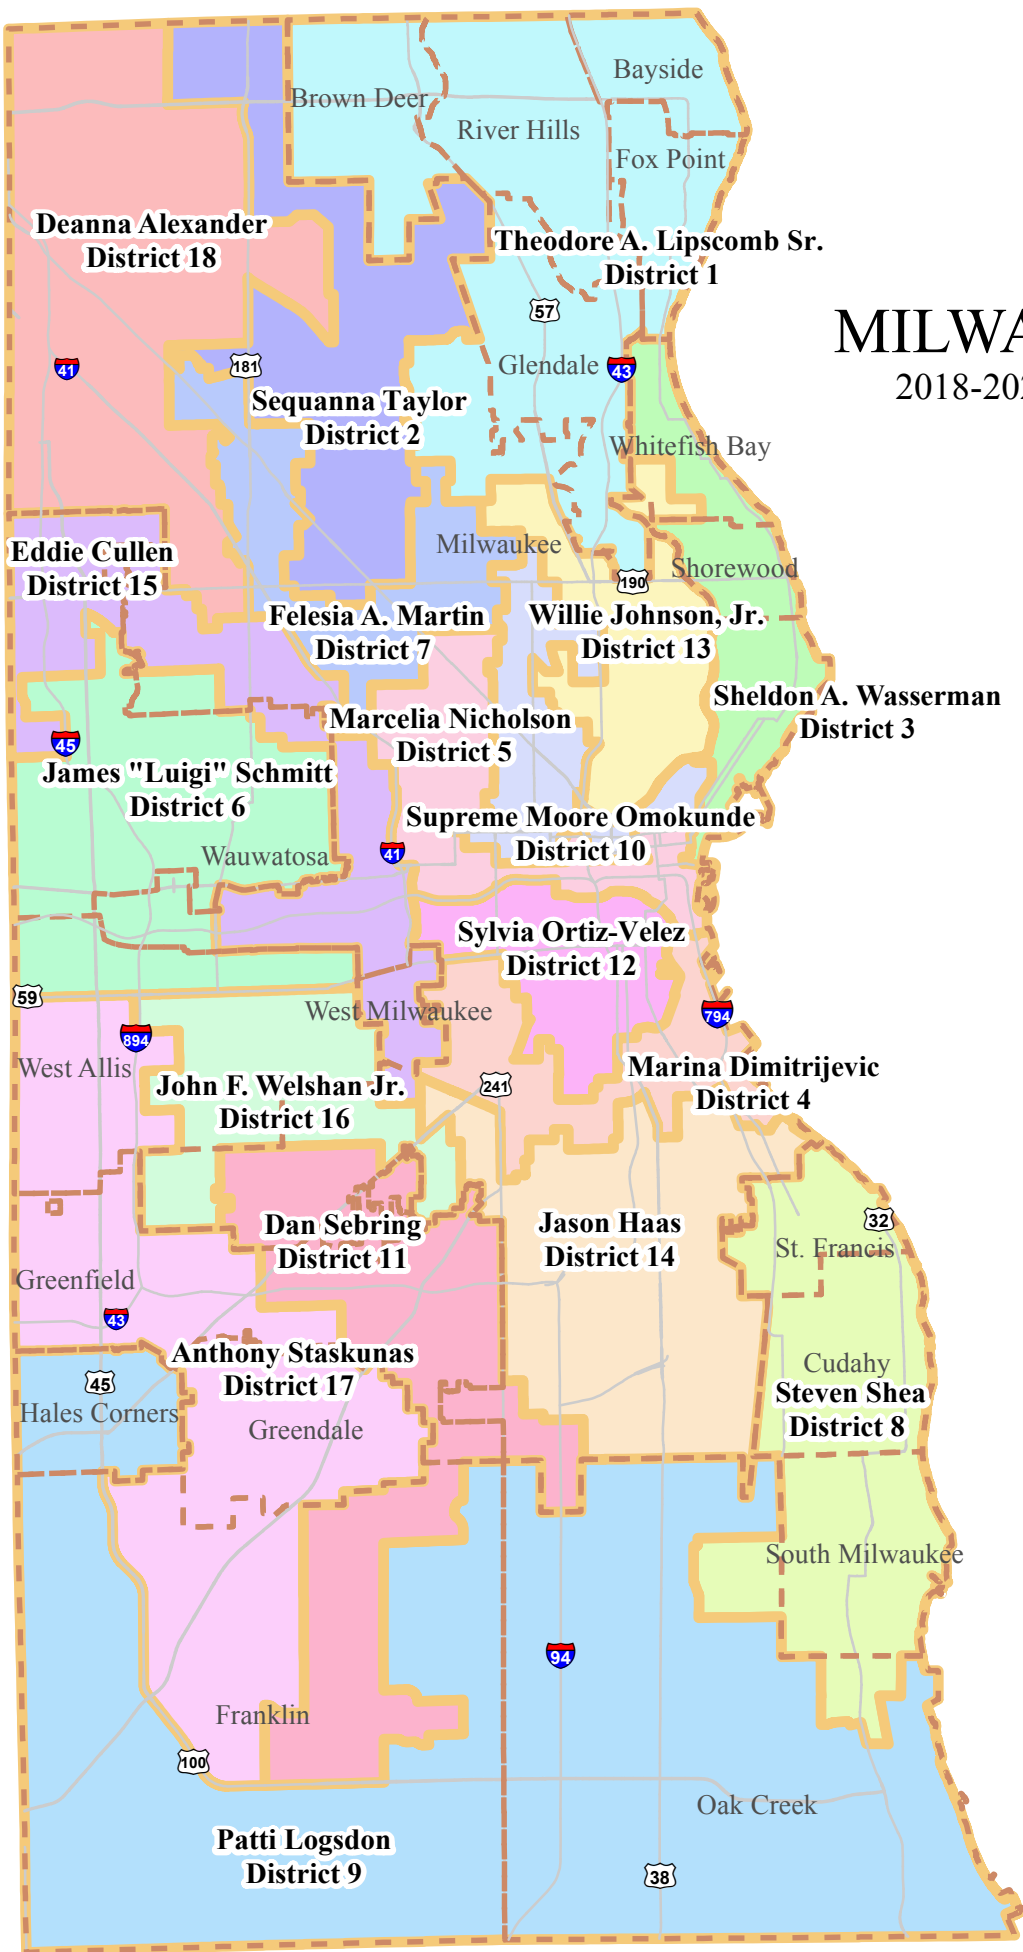 Bayside
Brown Deer
River Hills
Fox Point
Deanna Alexander
District 18
Theodore A. Lipscomb Sr.
District 1
57
MILWA
2018-202
41
181
Glendale
43
Sequanna Taylor
District 2
Whitefish Bay
Milwaukee
Eddie Cullen
District 15
Shorewood
190
Felesia A. Martin
District 7
Willie Johnson, Jr.
District 13
Sheldon A. Wasserman
District 3
Marcelia Nicholson
District 5
45
James "Luigi" Schmitt
District 6
Supreme Moore Omokunde
District 10
Wauwatosa
41
Sylvia Ortiz-Velez
District 12
59
West Milwaukee
794
894
West Allis
John F. Welshan Jr.
District 16
241
Marina Dimitrijevic
District 4
Dan Sebring
District 11
Jason Haas
District 14
32
St. Francis
Greenfield
43
Anthony Staskunas
District 17
Cudahy
Steven Shea
District 8
45
Hales Corners
Greendale
South Milwaukee
94
Franklin
100
Oak Creek
Patti Logsdon
District 9
38